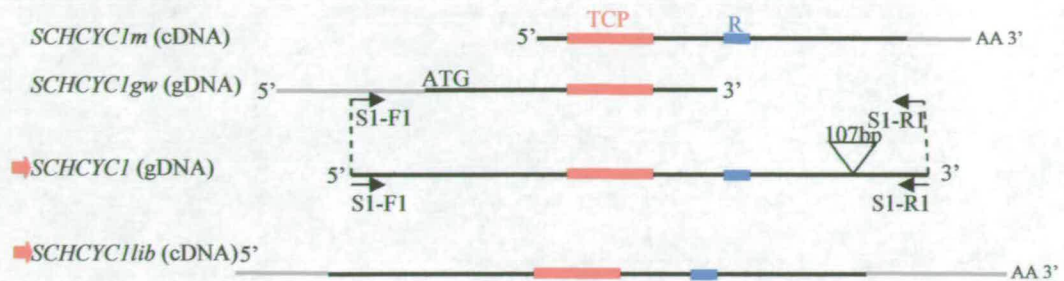 TCP
R
SCHCYC1m (cDNA) 5' AA 3'
ATG
SCHCYC1gw (gDNA) 5' 3'
S1-F1 S1-R1
107bp
SCHCYC1 (gDNA) 5' 3'
S1-F1 S1-R1
SCHCYC1lib (cDNA) 5' AA 3'